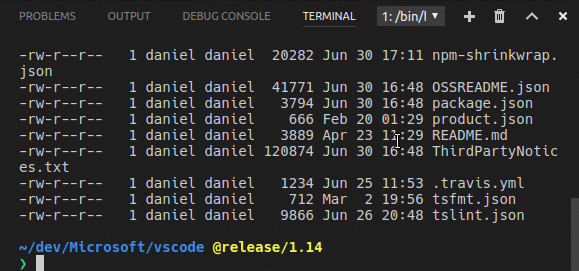 PROBLEMS OUTPUT DEBUG CONSOLE TERMINAL 1: /bin/l
-rw-r--r-- 1 daniel daniel 20282 Jun 30 17:11 npm-shrinkwrap.
json
-rw-r--r-- 1 daniel daniel 41771 Jun 30 16:48 OSSREADME.json
-rw-r--r-- 1 daniel daniel 3794 Jun 30 16:48 package.json
-rw-r--r-- 1 daniel daniel 666 Feb 20 01:29 product.json
-rw-r--r-- 1 daniel daniel 3889 Apr 23 11:29 README.md
-rw-r--r-- 1 daniel daniel 120874 Jun 30 16:48 ThirdPartyNotic
es.txt
-rw-r--r-- 1 daniel daniel 1234 Jun 25 11:53 .travis.yml
-rw-r--r-- 1 daniel daniel 712 Mar 2 19:56 tsfmt.json
-rw-r--r-- 1 daniel daniel 9866 Jun 26 20:48 tslint.json
~/dev/Microsoft/vscode @release/1.14
❯